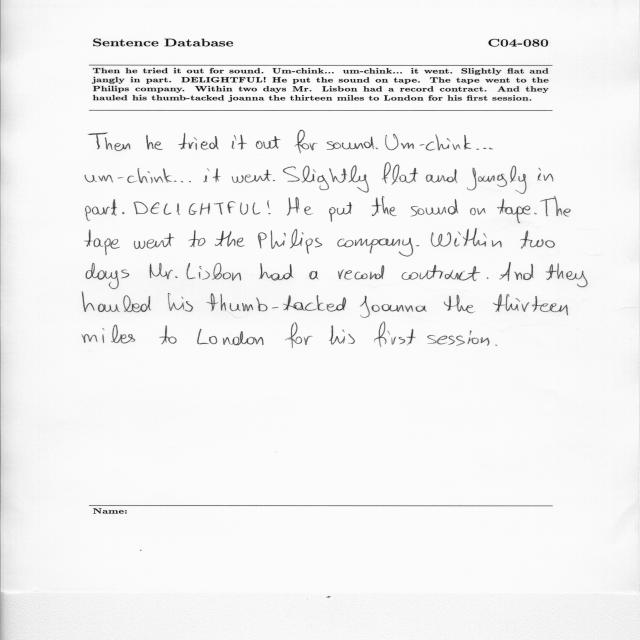 Sentence Database C04-080
Then he tried it out for sound. Um-chink... um-chink... it went. Slightly flat and
jangly in part. DELIGHTFUL! He put the sound on tape. The tape went to the
Philips company. Within two days Mr. Lisbon had a record contract. And they
hauled his thumb-tacked joanna the thirteen miles to London for his first session.
Then he tried it out for sound. Um-chink...
um-chink... it went. Slightly flat and jangly in
part. DELIGHTFUL! He put the sound on tape. The
tape went to the Philips company. Within two
days Mr. Lisbon had a record contract. And they
hauled his thumb-tacked Joanna the thirteen
miles to London for his first session.
Name: